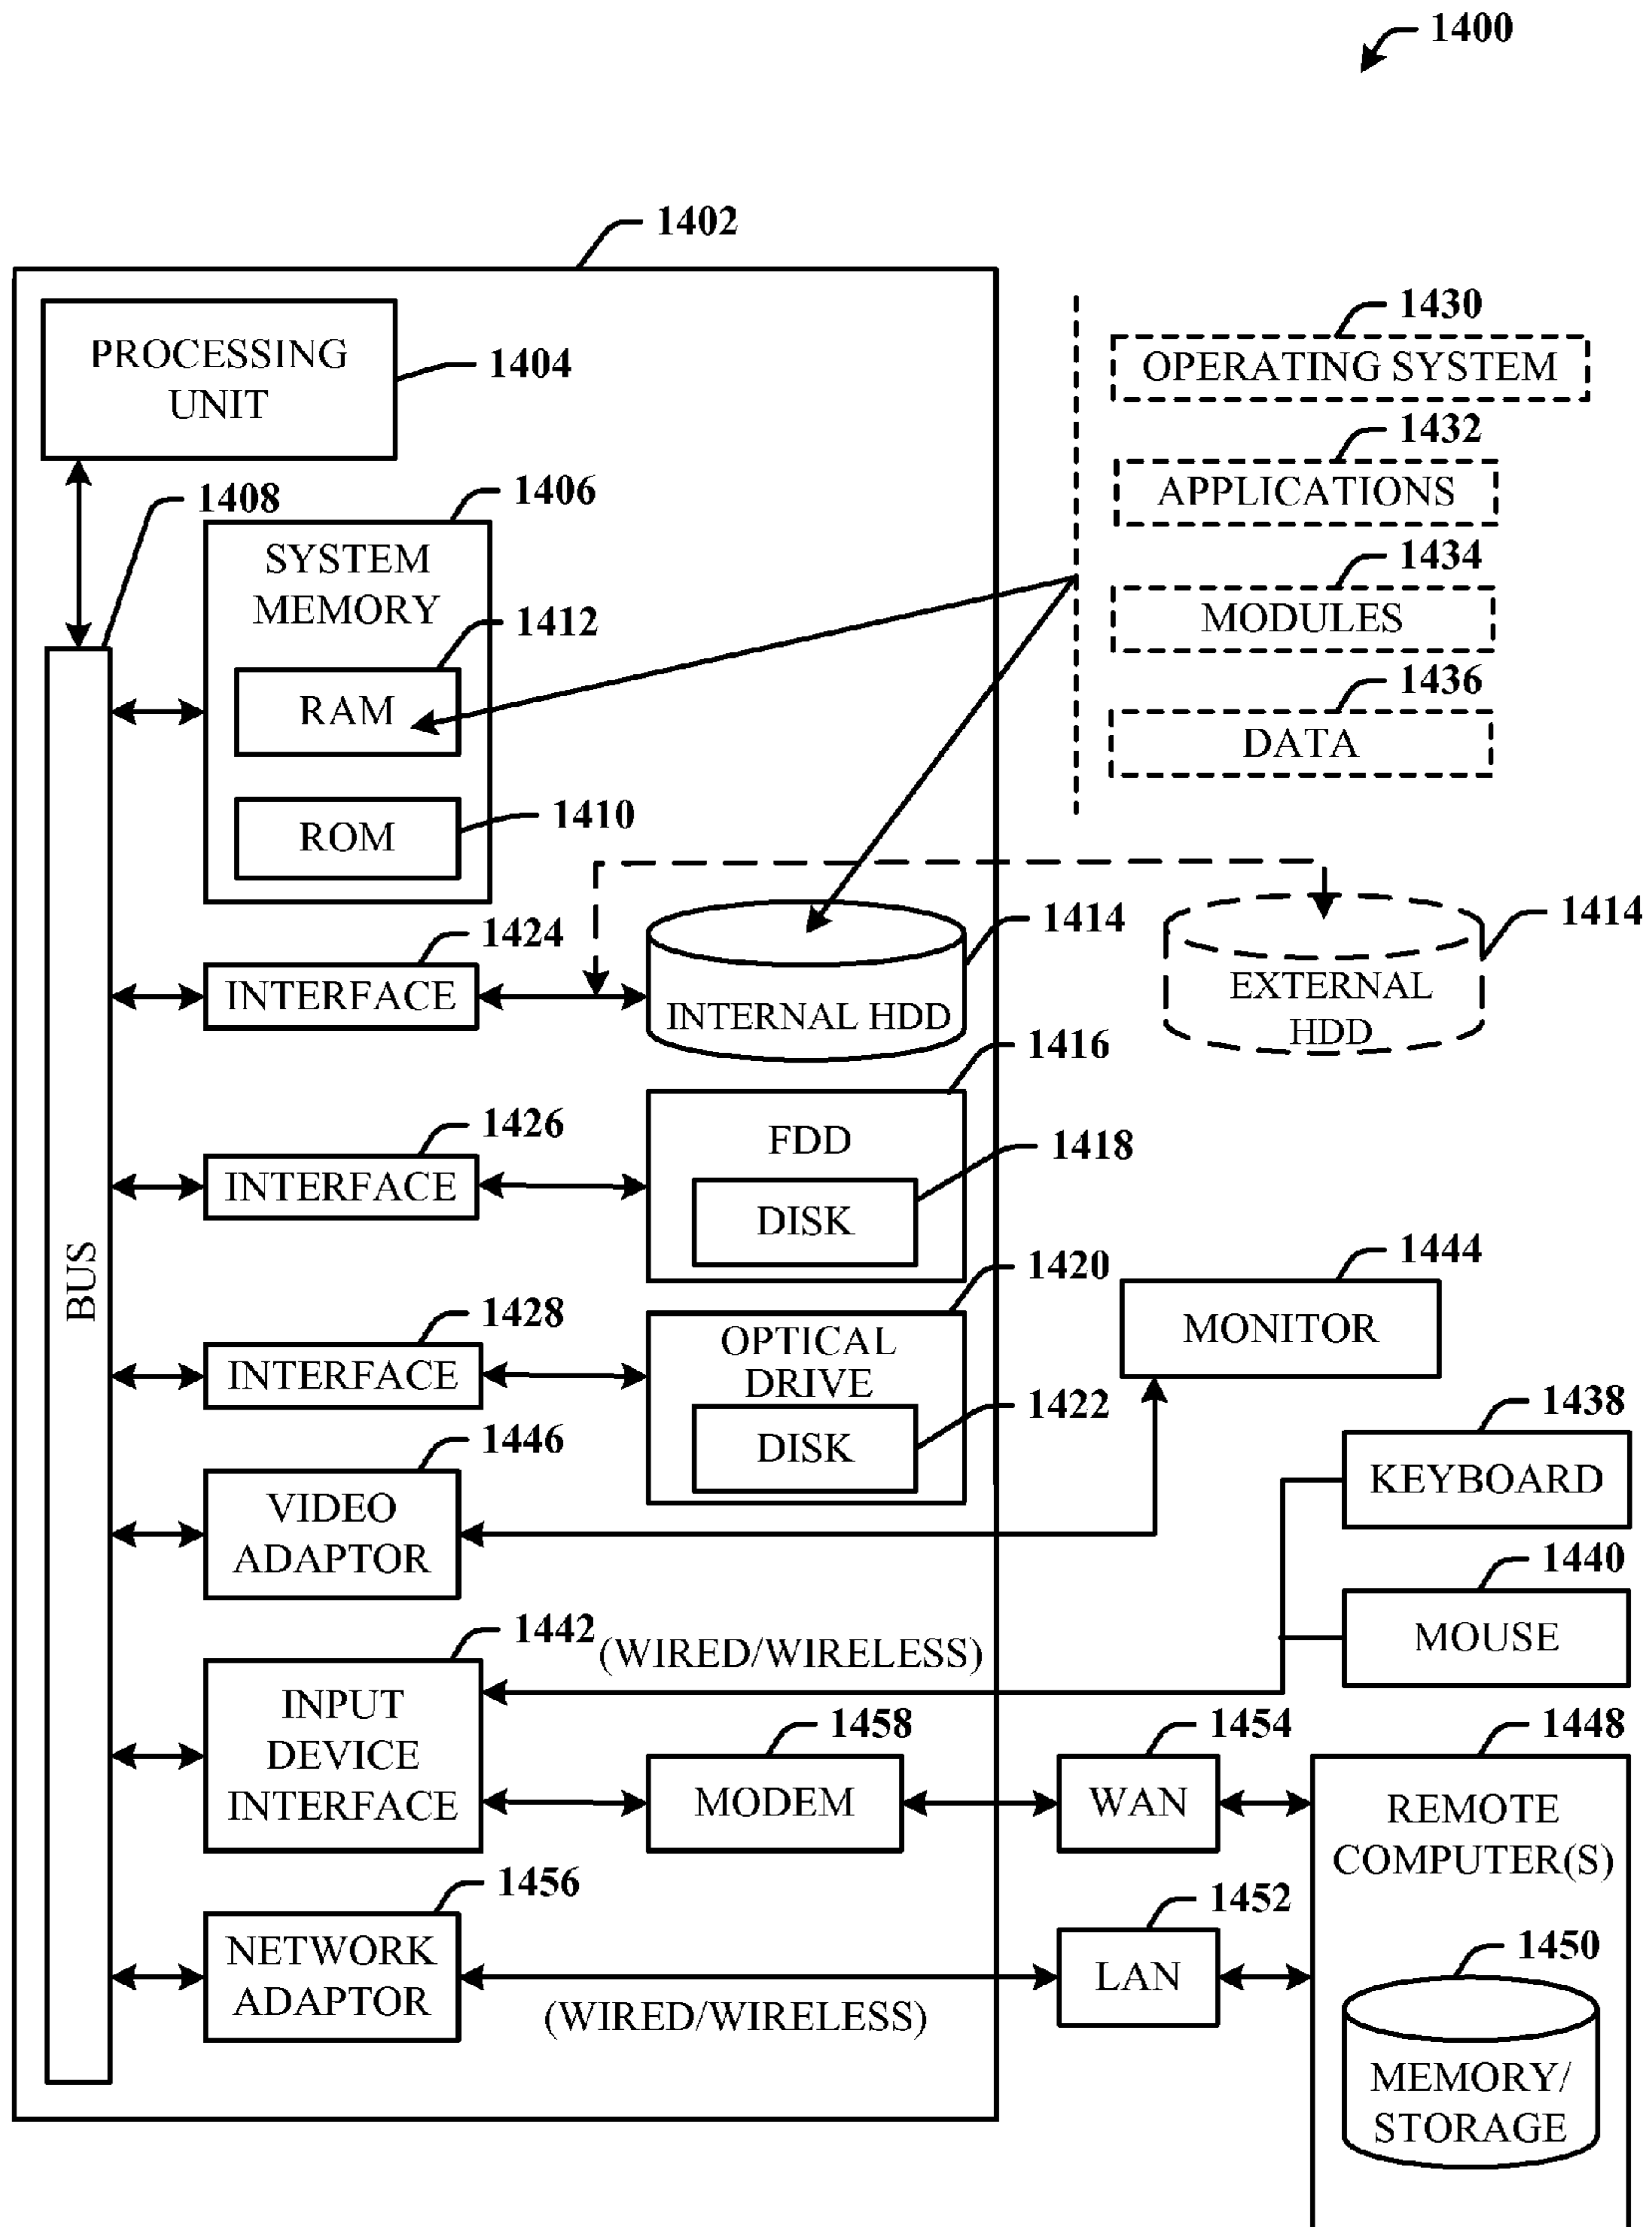 1400
1402
PROCESSING
UNIT
1404
1430
OPERATING SYSTEM
1432
APPLICATIONS
1434
MODULES
1436
DATA
1408
1406
SYSTEM
MEMORY
1412
RAM
1410
ROM
1424
INTERFACE
1414
INTERNAL HDD
1414
EXTERNAL
HDD
1416
FDD
1426
INTERFACE
1418
DISK
BUS
1420
OPTICAL
DRIVE
1428
INTERFACE
1422
DISK
1444
MONITOR
1446
VIDEO
ADAPTOR
1438
KEYBOARD
1440
MOUSE
1442
(WIRED/WIRELESS)
INPUT
DEVICE
INTERFACE
1458
MODEM
1454
WAN
1448
REMOTE
COMPUTER(S)
1456
NETWORK
ADAPTOR
(WIRED/WIRELESS)
1452
LAN
1450
MEMORY/
STORAGE